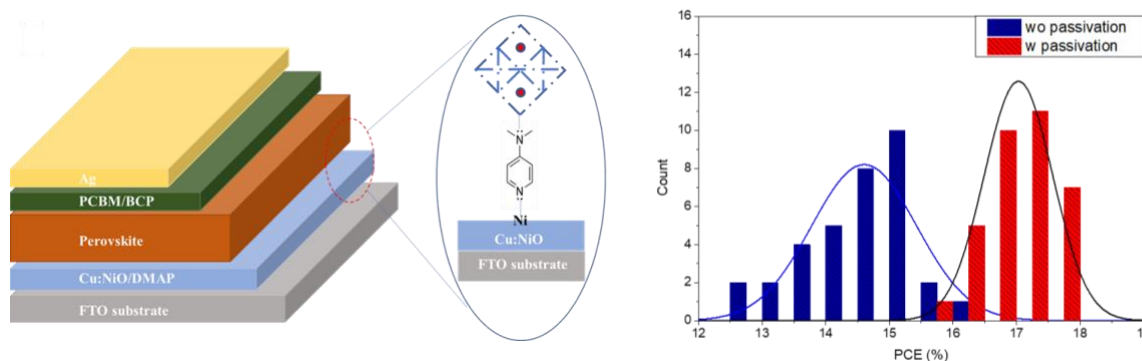 Ag
PCBM/BCP
Perovskite
Cu:NiO/DMAP
FTO substrate
N
N
Ni
Cu:NiO
FTO substrate
wo passivation
w passivation
16
14
12
10
8
6
4
2
0
Count
12
13
14
15
16
17
18
PCE (%)